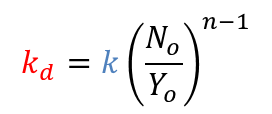 k_d = k (N_o / Y_o)^{n-1}